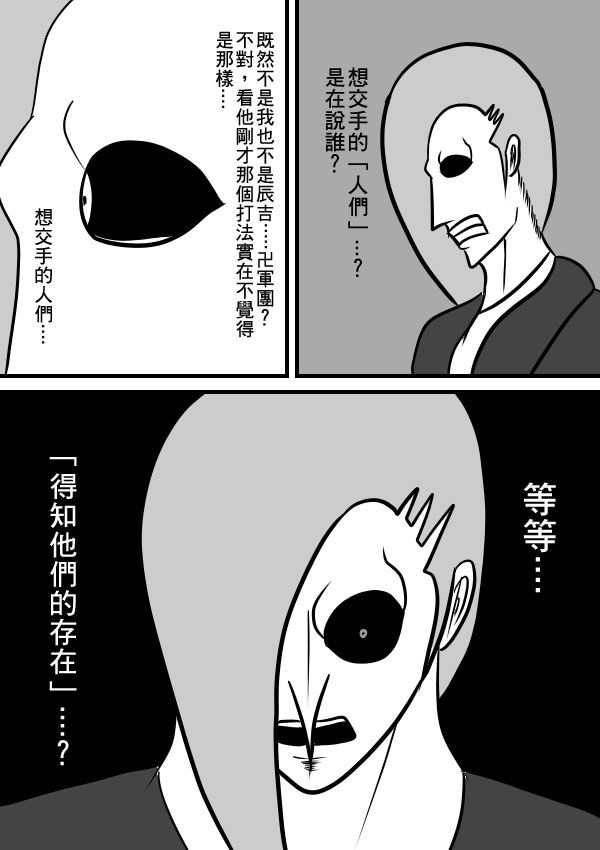 想交手的「人們」…?
是在說誰?
既然不是我也不是辰吉……卍軍團?
不對,看他剛才那個打法實在不覺得
是那樣…
想交手的人們…
等等…
「得知他們的存在」…?